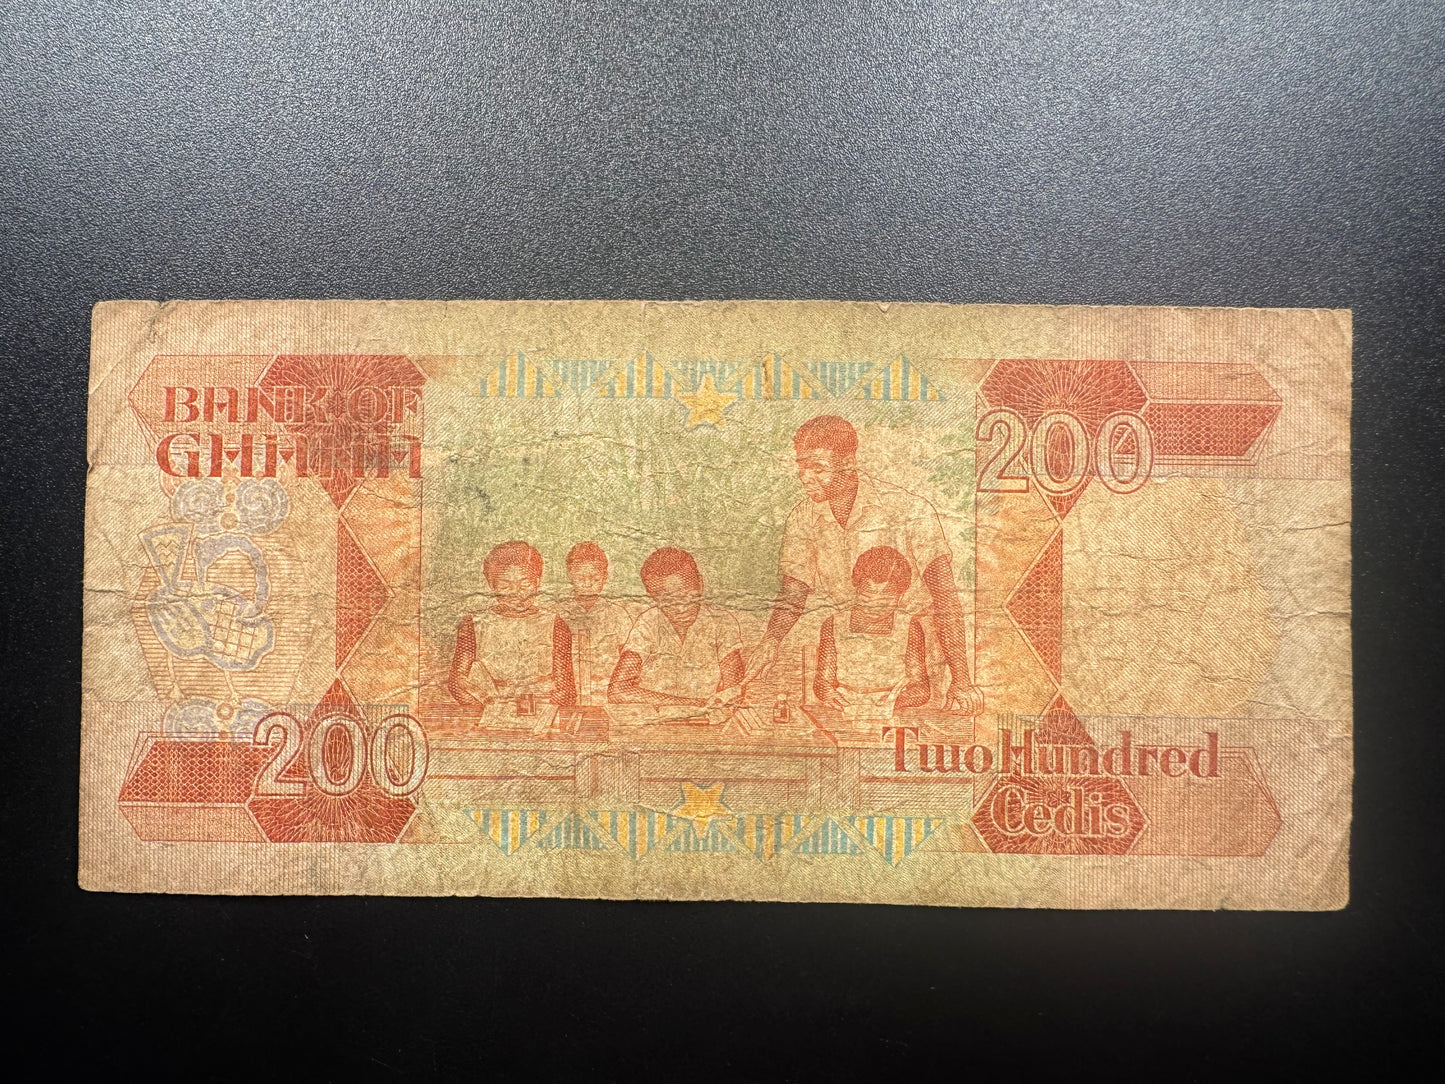 BANK OF
GHANA
200
200
Two Hundred
Cedis